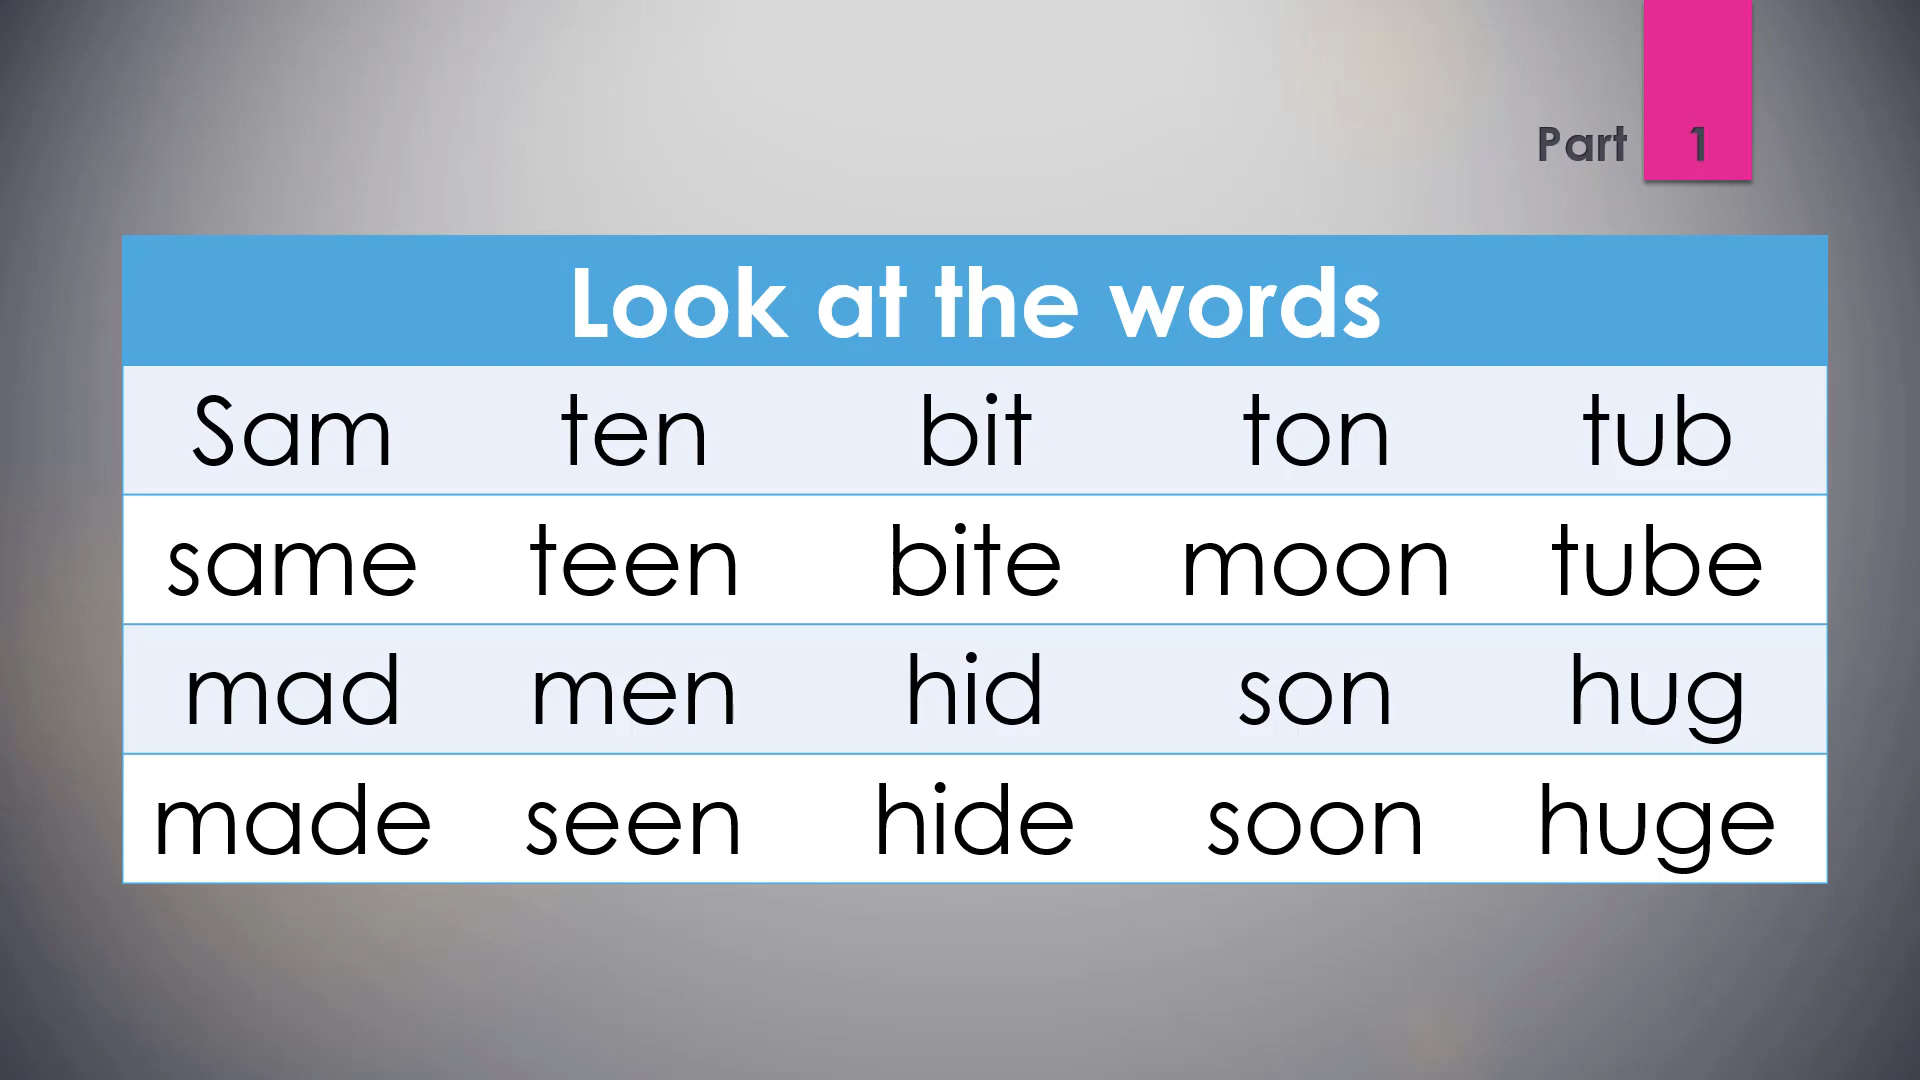 Part 1
Look at the words
Sam ten bit ton tub
same teen bite moon tube
mad men hid son hug
made seen hide soon huge